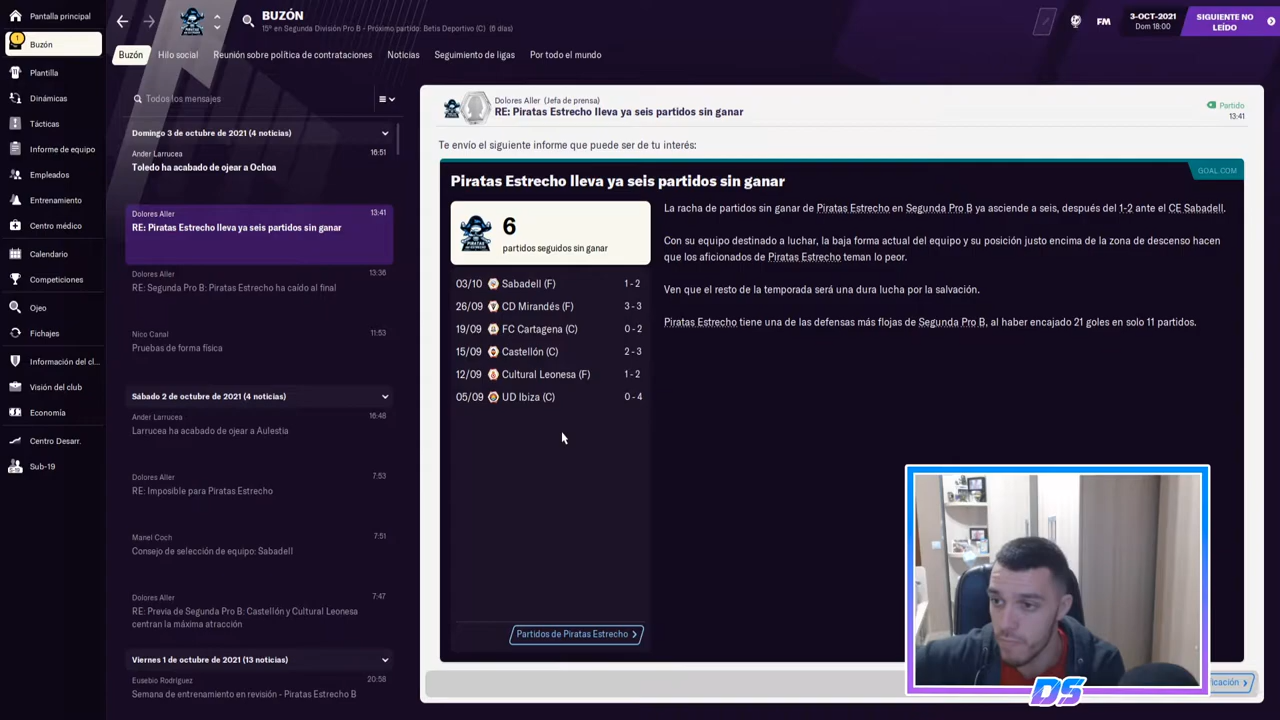 Pantalla principal
BUZÓN
15º en Segunda División Pro B - Próximo partido: Betis Deportivo (C) (6 días)
FM
3-OCT-2021
Dom 18:00
SIGUIENTE NO
LEÍDO
1
Buzón
Plantilla
Dinámicas
Tácticas
Informe de equipo
Empleados
Entrenamiento
Centro médico
Calendario
Competiciones
Ojeo
Fichajes
Información del cl...
Visión del club
Economía
Centro Desarr.
Sub-19
Buzón
Hilo social
Reunión sobre política de contrataciones
Noticias
Seguimiento de ligas
Por todo el mundo
Todos los mensajes
Domingo 3 de octubre de 2021 (4 noticias)
Ander Larrucea 16:51
Toledo ha acabado de ojear a Ochoa
Dolores Aller 13:41
RE: Piratas Estrecho lleva ya seis partidos sin ganar
Dolores Aller 13:36
RE: Segunda Pro B: Piratas Estrecho ha caído al final
Nico Canal 11:53
Pruebas de forma física
Sábado 2 de octubre de 2021 (4 noticias)
Ander Larrucea 16:48
Larrucea ha acabado de ojear a Aulestia
Dolores Aller 7:53
RE: Imposible para Piratas Estrecho
Manel Coch 7:51
Consejo de selección de equipo: Sabadell
Dolores Aller 7:47
RE: Previa de Segunda Pro B: Castellón y Cultural Leonesa
centran la máxima atracción
Viernes 1 de octubre de 2021 (13 noticias)
Eusebio Rodríguez 20:58
Semana de entrenamiento en revisión - Piratas Estrecho B
Dolores Aller (Jefa de prensa)
RE: Piratas Estrecho lleva ya seis partidos sin ganar
Partido
13:41
Te envío el siguiente informe que puede ser de tu interés:
GOAL.COM
Piratas Estrecho lleva ya seis partidos sin ganar
6
partidos seguidos sin ganar
03/10 Sabadell (F) 1 - 2
26/09 CD Mirandés (F) 3 - 3
19/09 FC Cartagena (C) 0 - 2
15/09 Castellón (C) 2 - 3
12/09 Cultural Leonesa (F) 1 - 2
05/09 UD Ibiza (C) 0 - 4
Partidos de Piratas Estrecho
La racha de partidos sin ganar de Piratas Estrecho en Segunda Pro B ya asciende a seis, después del 1-2 ante el CE Sabadell.
Con su equipo destinado a luchar, la baja forma actual del equipo y su posición justo encima de la zona de descenso hacen
que los aficionados de Piratas Estrecho teman lo peor.
Ven que el resto de la temporada será una dura lucha por la salvación.
Piratas Estrecho tiene una de las defensas más flojas de Segunda Pro B, al haber encajado 21 goles en solo 11 partidos.
DS